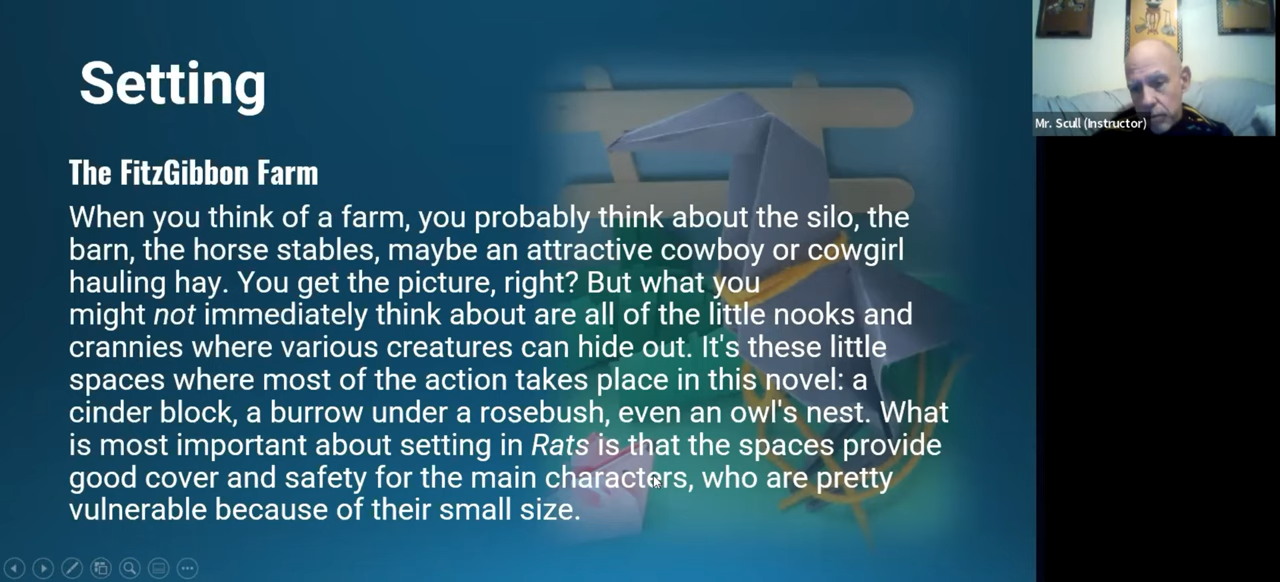 Setting
The FitzGibbon Farm
When you think of a farm, you probably think about the silo, the
barn, the horse stables, maybe an attractive cowboy or cowgirl
hauling hay. You get the picture, right? But what you
might not immediately think about are all of the little nooks and
crannies where various creatures can hide out. It's these little
spaces where most of the action takes place in this novel: a
cinder block, a burrow under a rosebush, even an owl's nest. What
is most important about setting in Rats is that the spaces provide
good cover and safety for the main characters, who are pretty
vulnerable because of their small size.
Mr. Scull (Instructor)